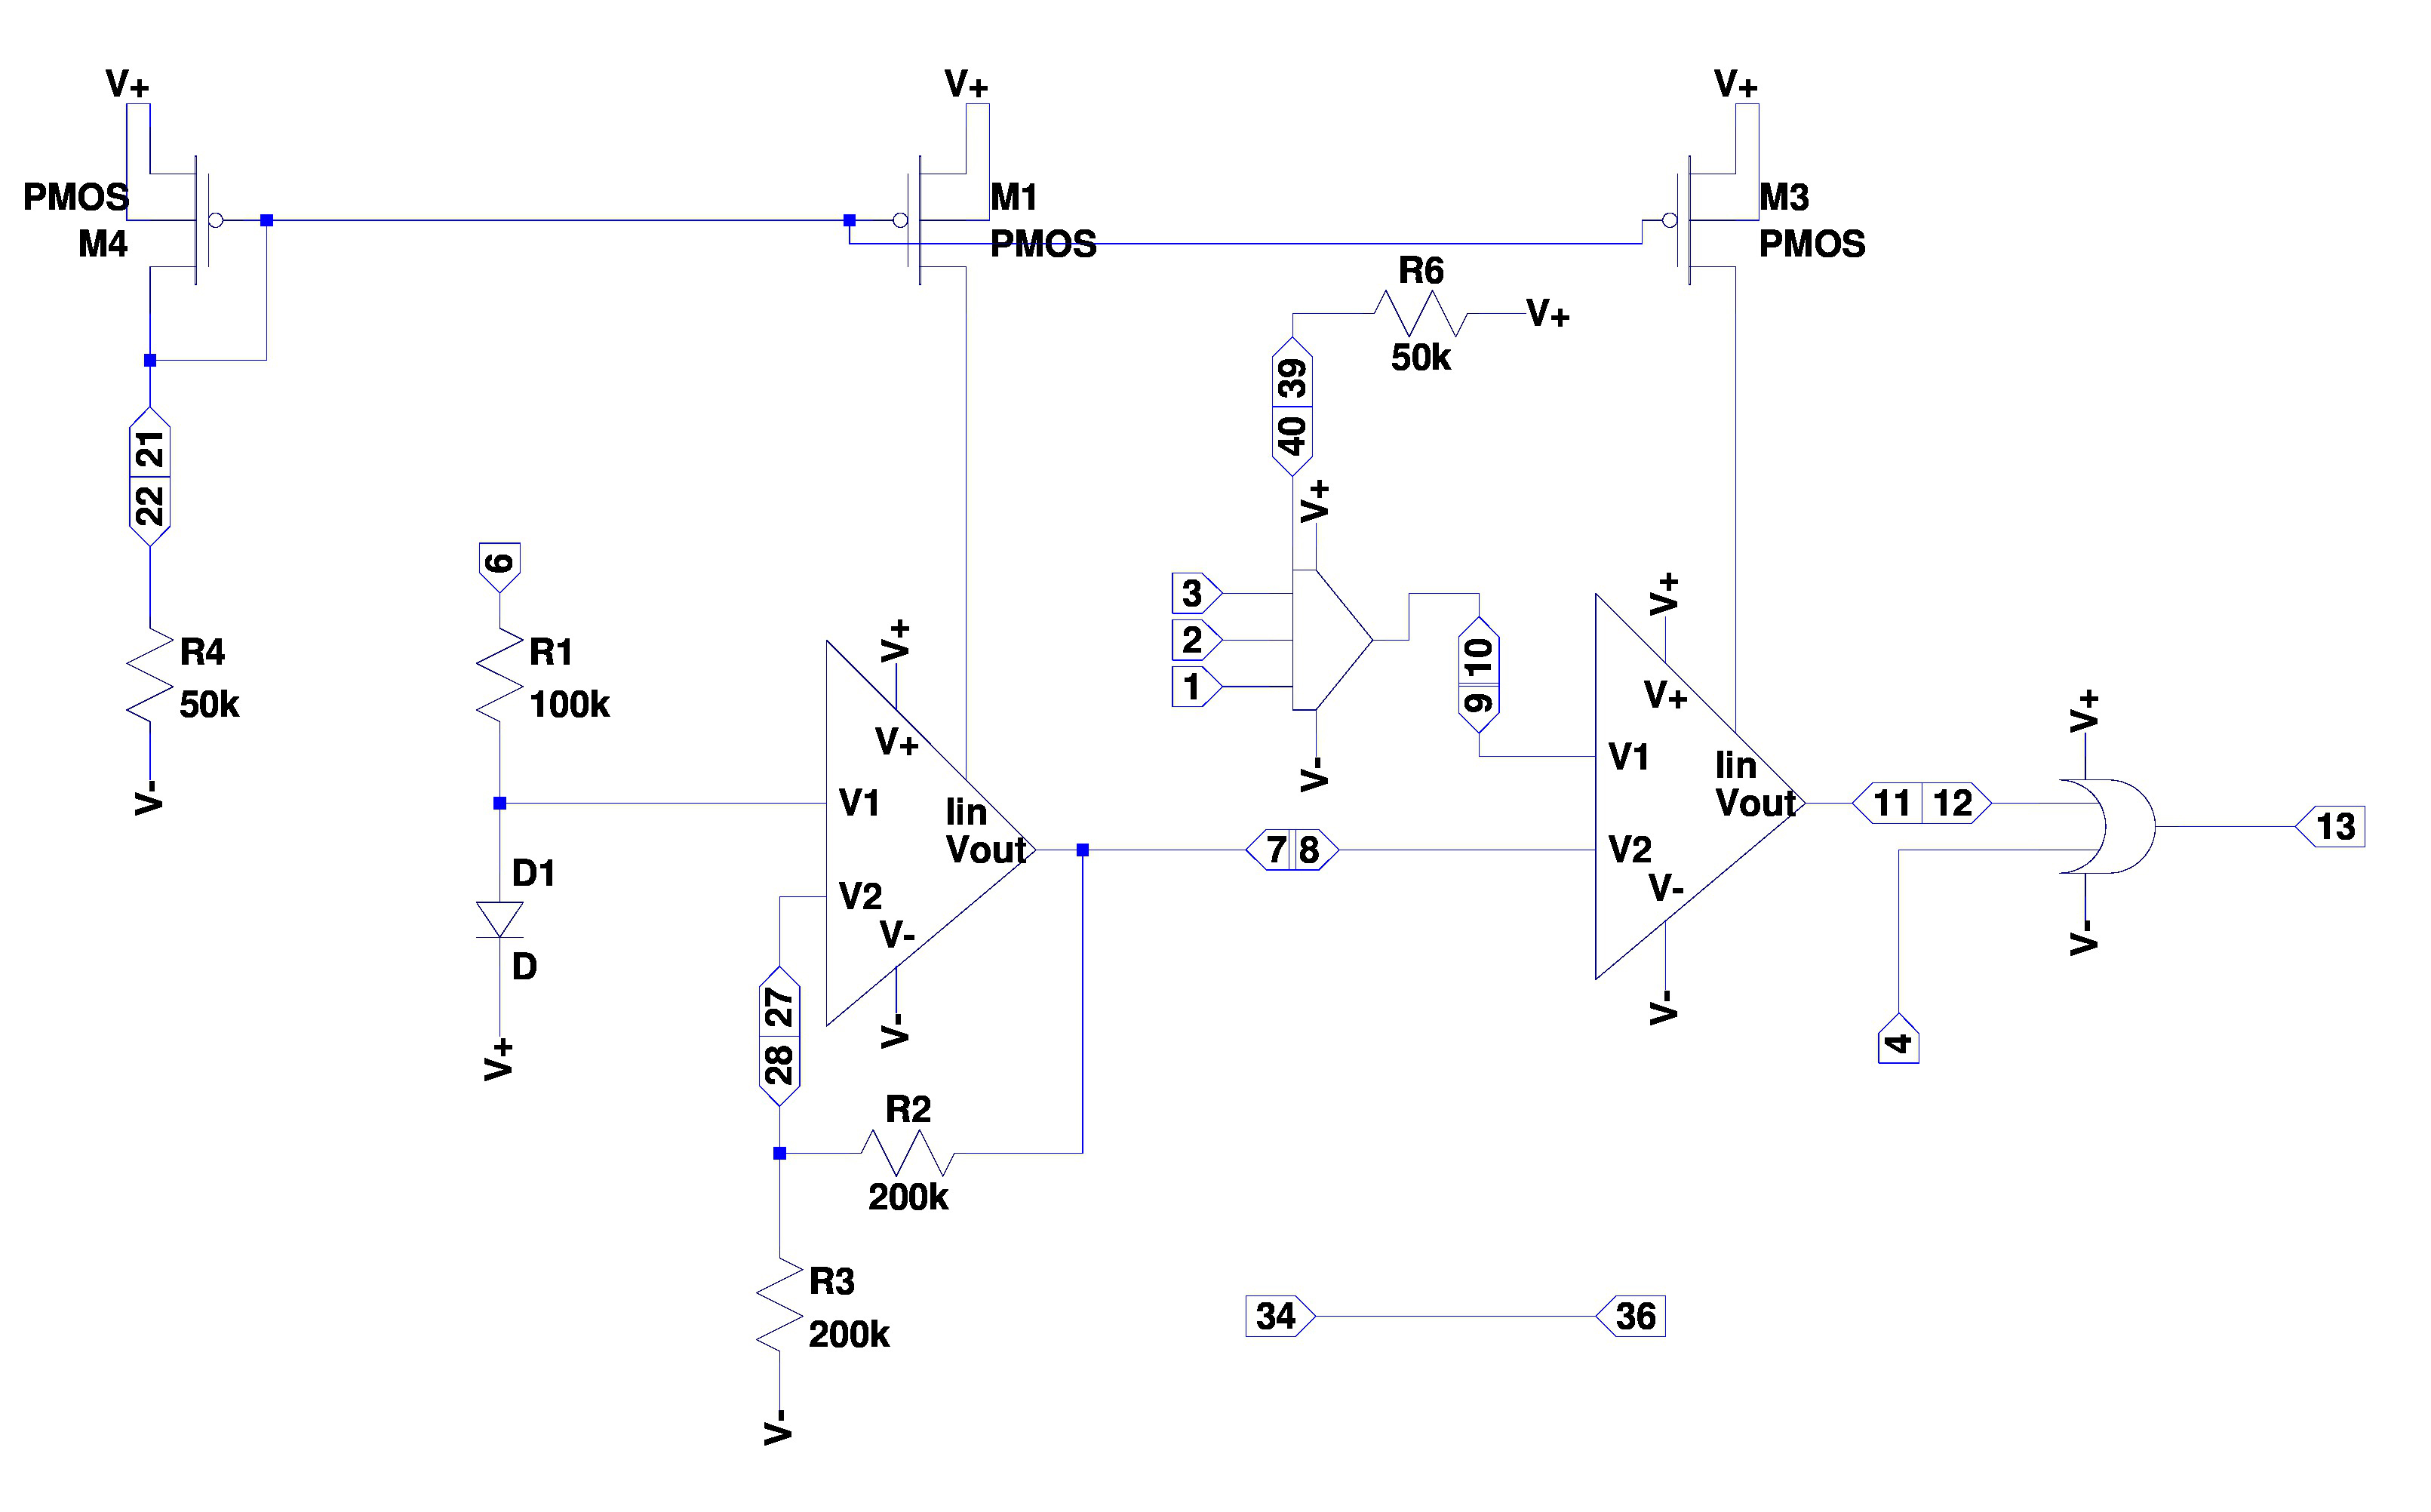 V+
V+
V+
PMOS
M4
M1
PMOS
M3
PMOS
R6
V+
50k
39
40
21
22
V+
6
3
2
1
10
9
V+
V+
R4
50k
R1
100k
V+
V+
V-
V-
V1
Iin
Vout
V+
V1
V2
Iin
Vout
7
8
V2
V-
11
12
V+
13
D1
D
V-
V-
V-
V-
4
V+
27
28
R2
200k
R3
200k
34
36
V-